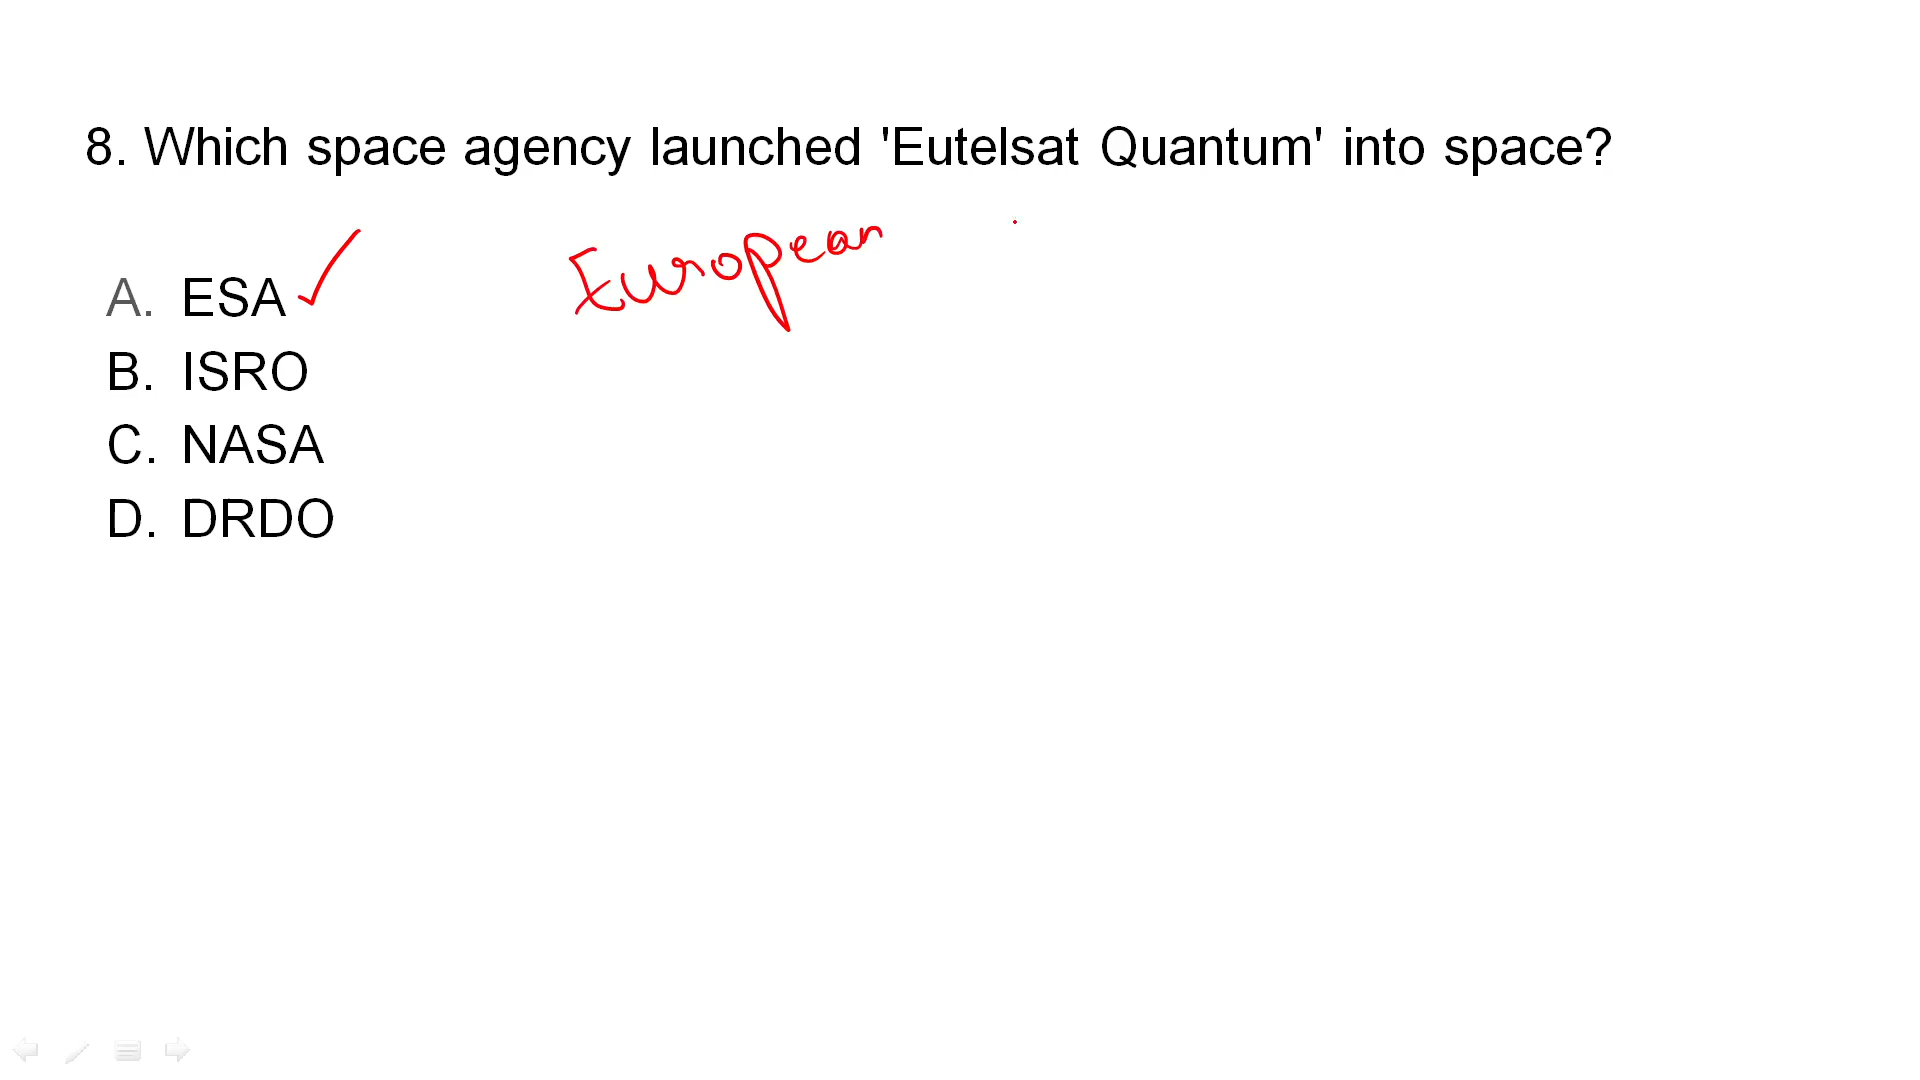 8. Which space agency launched 'Eutelsat Quantum' into space?
European
A. ESA
B. ISRO
C. NASA
D. DRDO